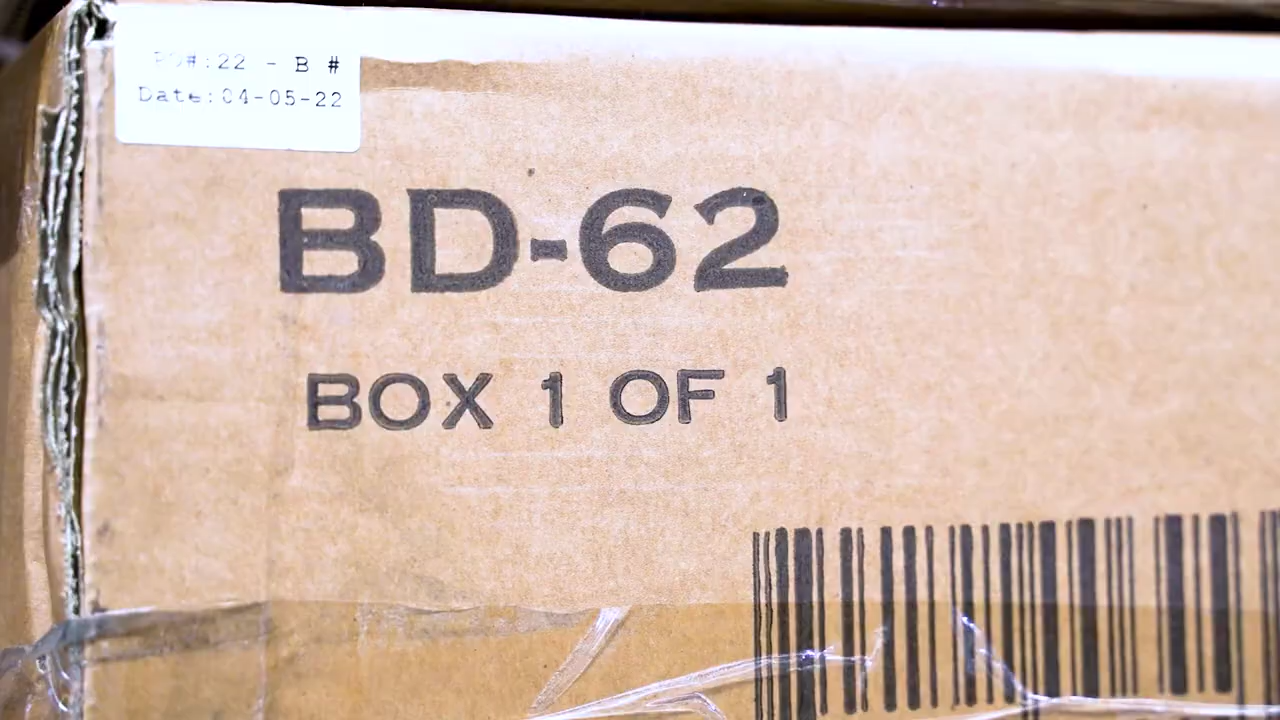 PO#:22 - B #
Date:04-05-22
BD-62
BOX 1 OF 1